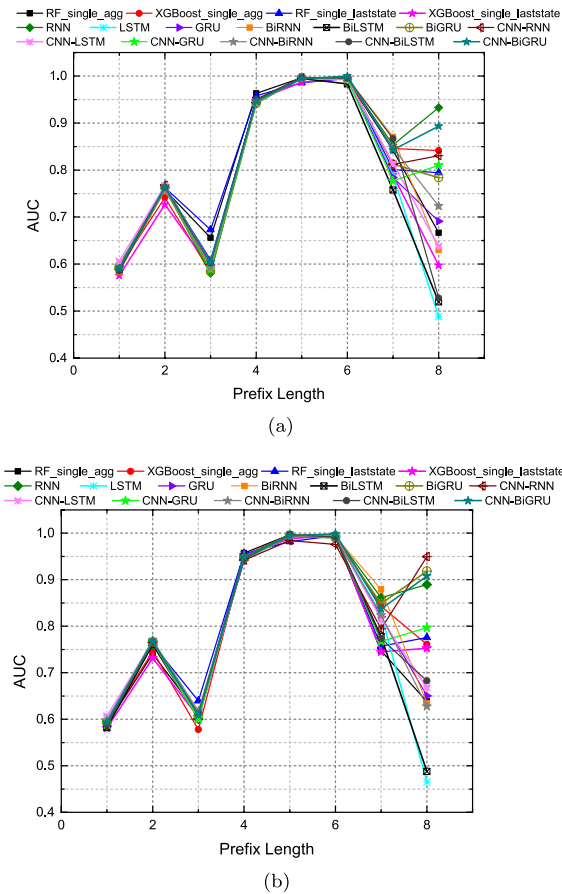 RF_single_agg XGBoost_single_agg RF_single_laststate XGBoost_single_laststate
RNN LSTM GRU BiRNN BiLSTM BiGRU CNN-RNN
CNN-LSTM CNN-GRU CNN-BiRNN CNN-BiLSTM CNN-BiGRU
1.0
0.9
0.8
0.7
0.6
0.5
0.4
AUC
0 2 4 6 8
Prefix Length
(a)
RF_single_agg XGBoost_single_agg RF_single_laststate XGBoost_single_laststate
RNN LSTM GRU BiRNN BiLSTM BiGRU CNN-RNN
CNN-LSTM CNN-GRU CNN-BiRNN CNN-BiLSTM CNN-BiGRU
1.0
0.9
0.8
0.7
0.6
0.5
0.4
AUC
0 2 4 6 8
Prefix Length
(b)